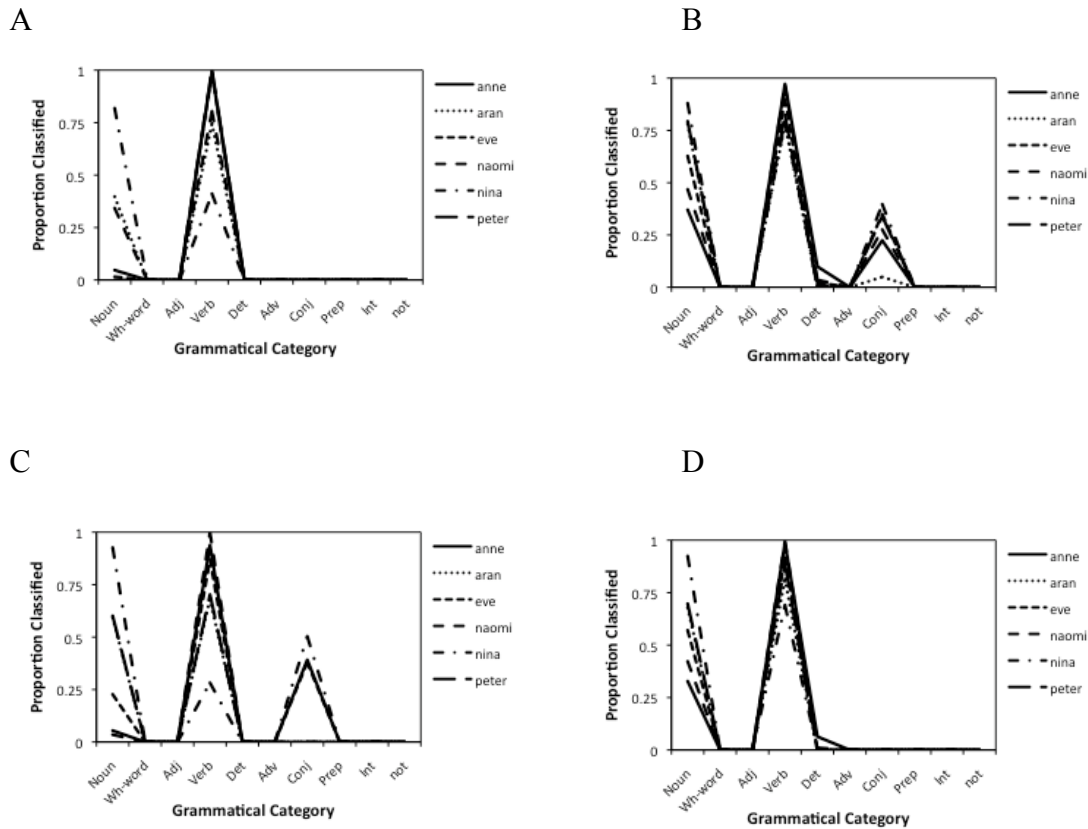 A
Proportion Classified
1
0.75
0.5
0.25
0
Noun
Wh-word
Adj
Verb
Det
Adv
Conj
Prep
Int
not
Grammatical Category
anne
aran
eve
naomi
nina
peter
B
Proportion Classified
1
0.75
0.5
0.25
0
Noun
Wh-word
Adj
Verb
Det
Adv
Conj
Prep
Int
not
Grammatical Category
anne
aran
eve
naomi
nina
peter
C
Proportion Classified
1
0.75
0.5
0.25
0
Noun
Wh-word
Adj
Verb
Det
Adv
Conj
Prep
Int
not
Grammatical Category
anne
aran
eve
naomi
nina
peter
D
Proportion Classified
1
0.75
0.5
0.25
0
Noun
Wh-word
Adj
Verb
Det
Adv
Conj
Prep
Int
not
Grammatical Category
anne
aran
eve
naomi
nina
peter